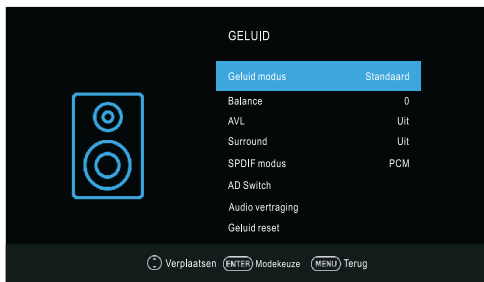 GELUID
Geluid modus Standaard
Balance 0
AVL Uit
Surround Uit
SPDIF modus PCM
AD Switch
Audio vertraging
Geluid reset
Verplaatsen ENTER Modekeuze MENU Terug